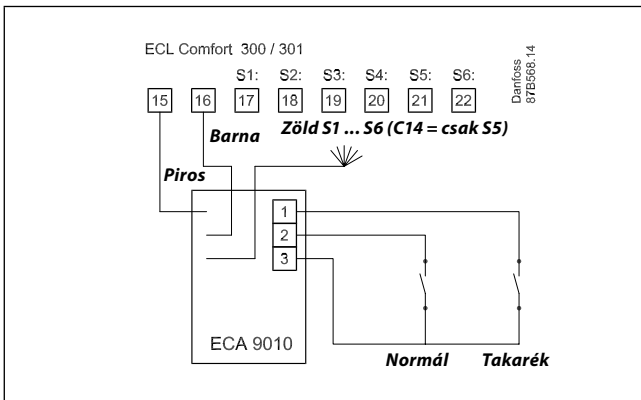 ECL Comfort 300 / 301
S1: S2: S3: S4: S5: S6:
15 16 17 18 19 20 21 22
Danfoss
87B568.14
Barna
Zöld S1 ... S6 (C14 = csak S5)
Piros
1
2
3
ECA 9010
Normál Takarék